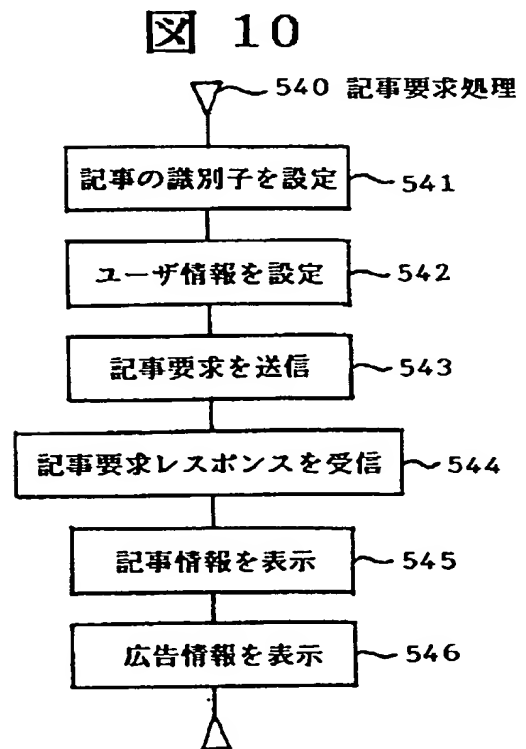 図 10
540 記事要求処理
記事の識別子を設定 541
ユーザ情報を設定 542
記事要求を送信 543
記事要求レスポンスを受信 544
記事情報を表示 545
広告情報を表示 546